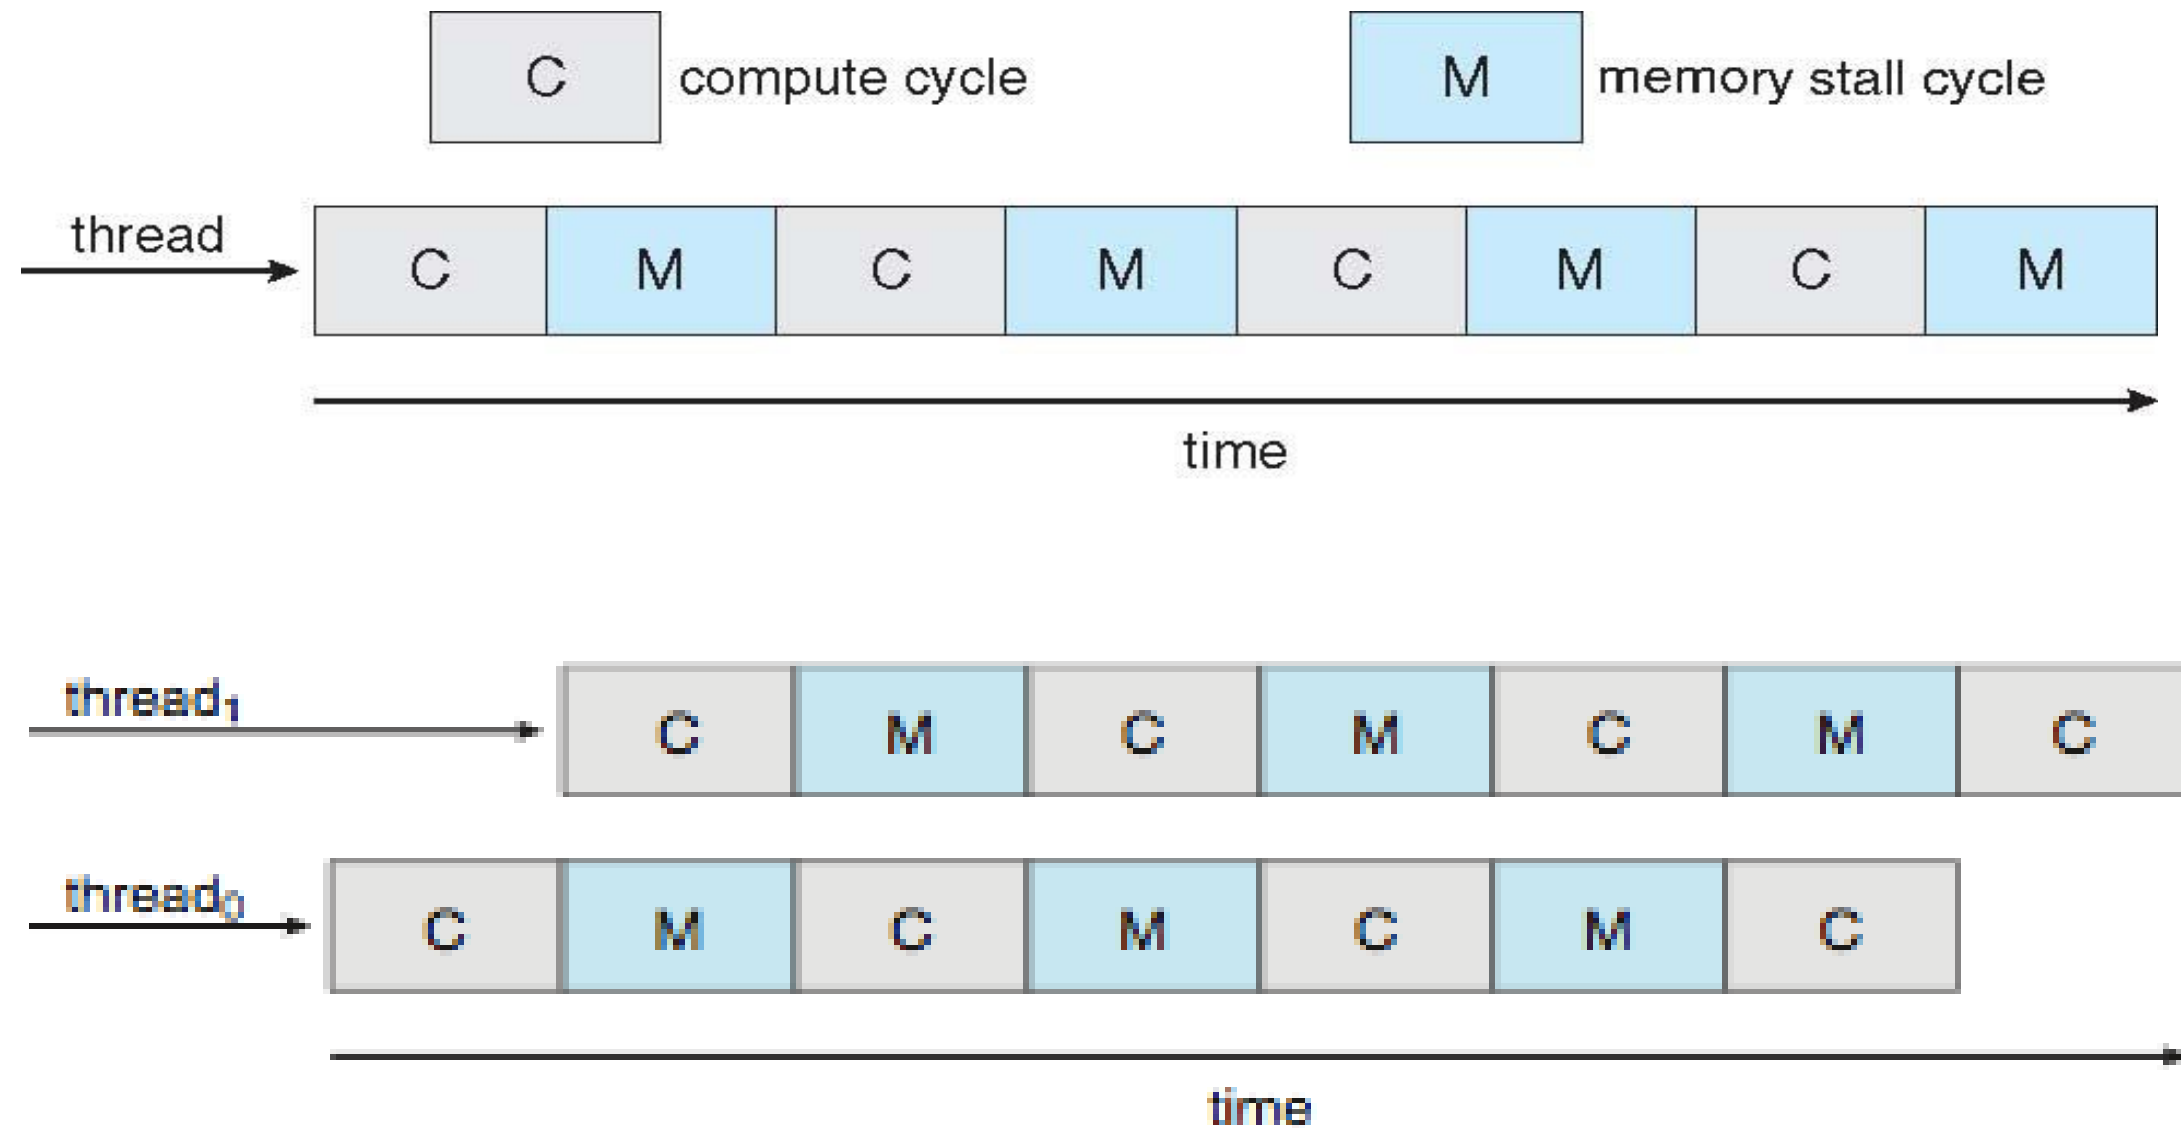 C compute cycle M memory stall cycle
thread C M C M C M C M
time
thread1 C M C M C M C
thread0 C M C M C M C
time